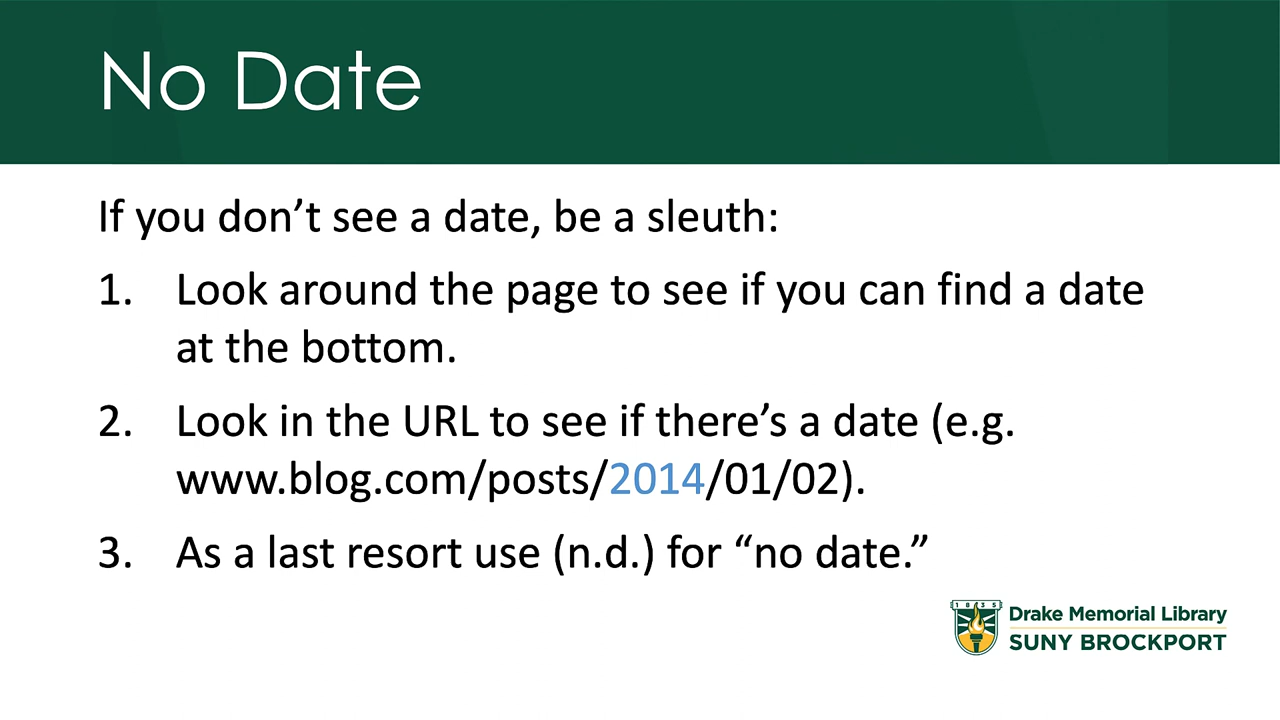 No Date
If you don’t see a date, be a sleuth:
1. Look around the page to see if you can find a date
at the bottom.
2. Look in the URL to see if there’s a date (e.g.
www.blog.com/posts/2014/01/02).
3. As a last resort use (n.d.) for “no date.”
1835
Drake Memorial Library
SUNY BROCKPORT